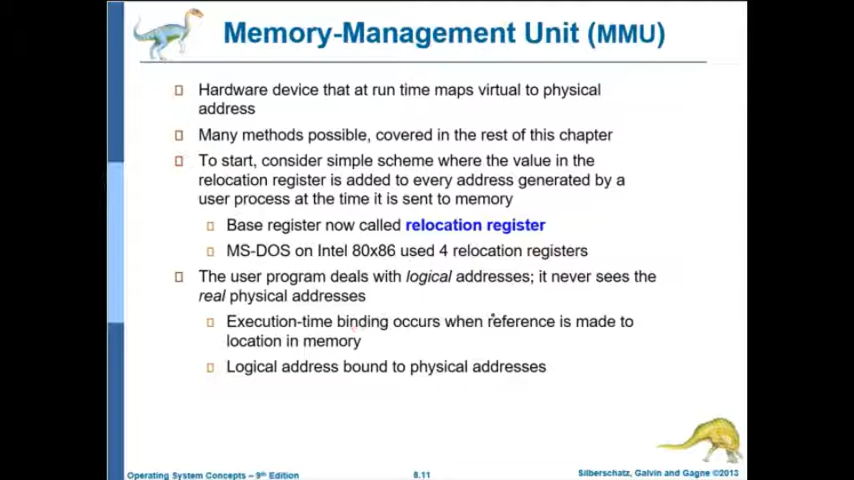 Memory-Management Unit (MMU)
Hardware device that at run time maps virtual to physical
address
Many methods possible, covered in the rest of this chapter
To start, consider simple scheme where the value in the
relocation register is added to every address generated by a
user process at the time it is sent to memory
Base register now called relocation register
MS-DOS on Intel 80x86 used 4 relocation registers
The user program deals with logical addresses; it never sees the
real physical addresses
Execution-time binding occurs when reference is made to
location in memory
Logical address bound to physical addresses
Operating System Concepts – 9th Edition
8.11
Silberschatz, Galvin and Gagne ©2013